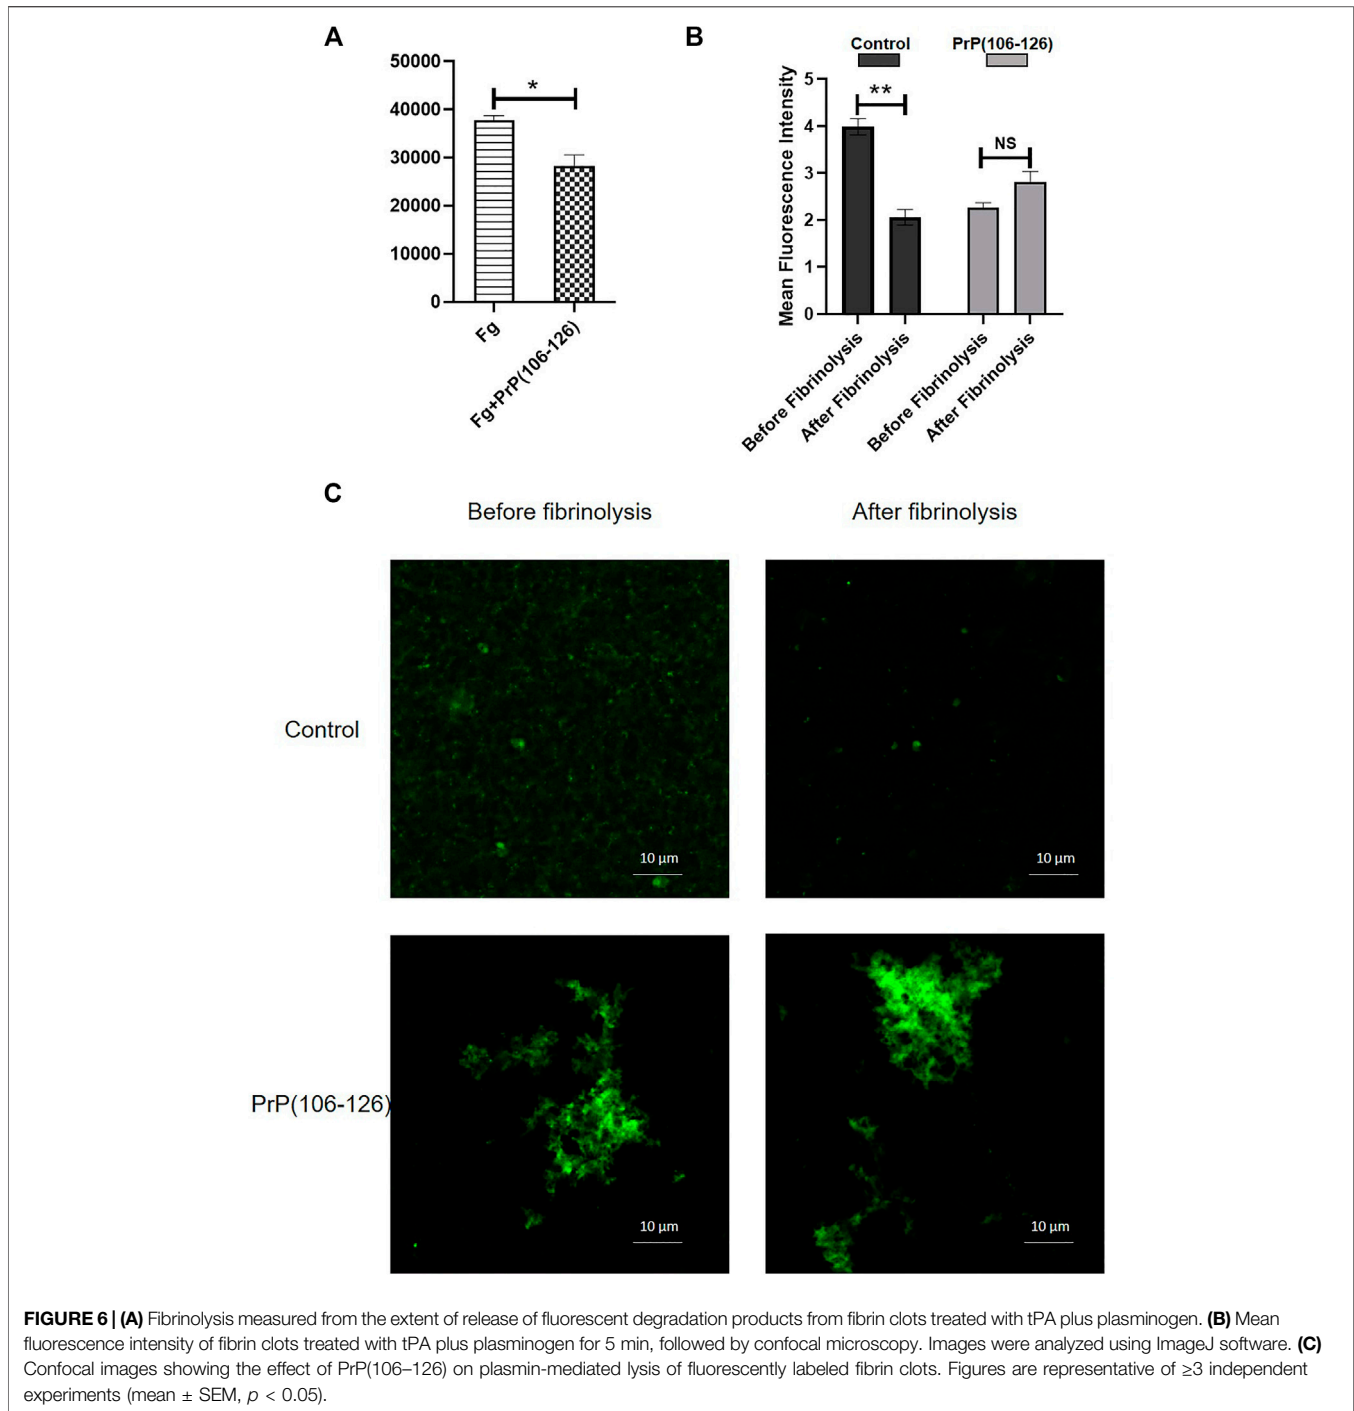 A
50000
40000
30000
20000
10000
0
*
Fg
Fg+PrP(106-126)
B
Control
PrP(106-126)
Mean Fluorescence Intensity
5
4
3
2
1
0
**
NS
Before Fibrinolysis
After Fibrinolysis
Before Fibrinolysis
After Fibrinolysis
C
Before fibrinolysis
After fibrinolysis
Control
10 µm
10 µm
PrP(106-126)
10 µm
10 µm
FIGURE 6 | (A) Fibrinolysis measured from the extent of release of fluorescent degradation products from fibrin clots treated with tPA plus plasminogen. (B) Mean
fluorescence intensity of fibrin clots treated with tPA plus plasminogen for 5 min, followed by confocal microscopy. Images were analyzed using ImageJ software. (C)
Confocal images showing the effect of PrP(106–126) on plasmin-mediated lysis of fluorescently labeled fibrin clots. Figures are representative of ≥3 independent
experiments (mean ± SEM, p < 0.05).